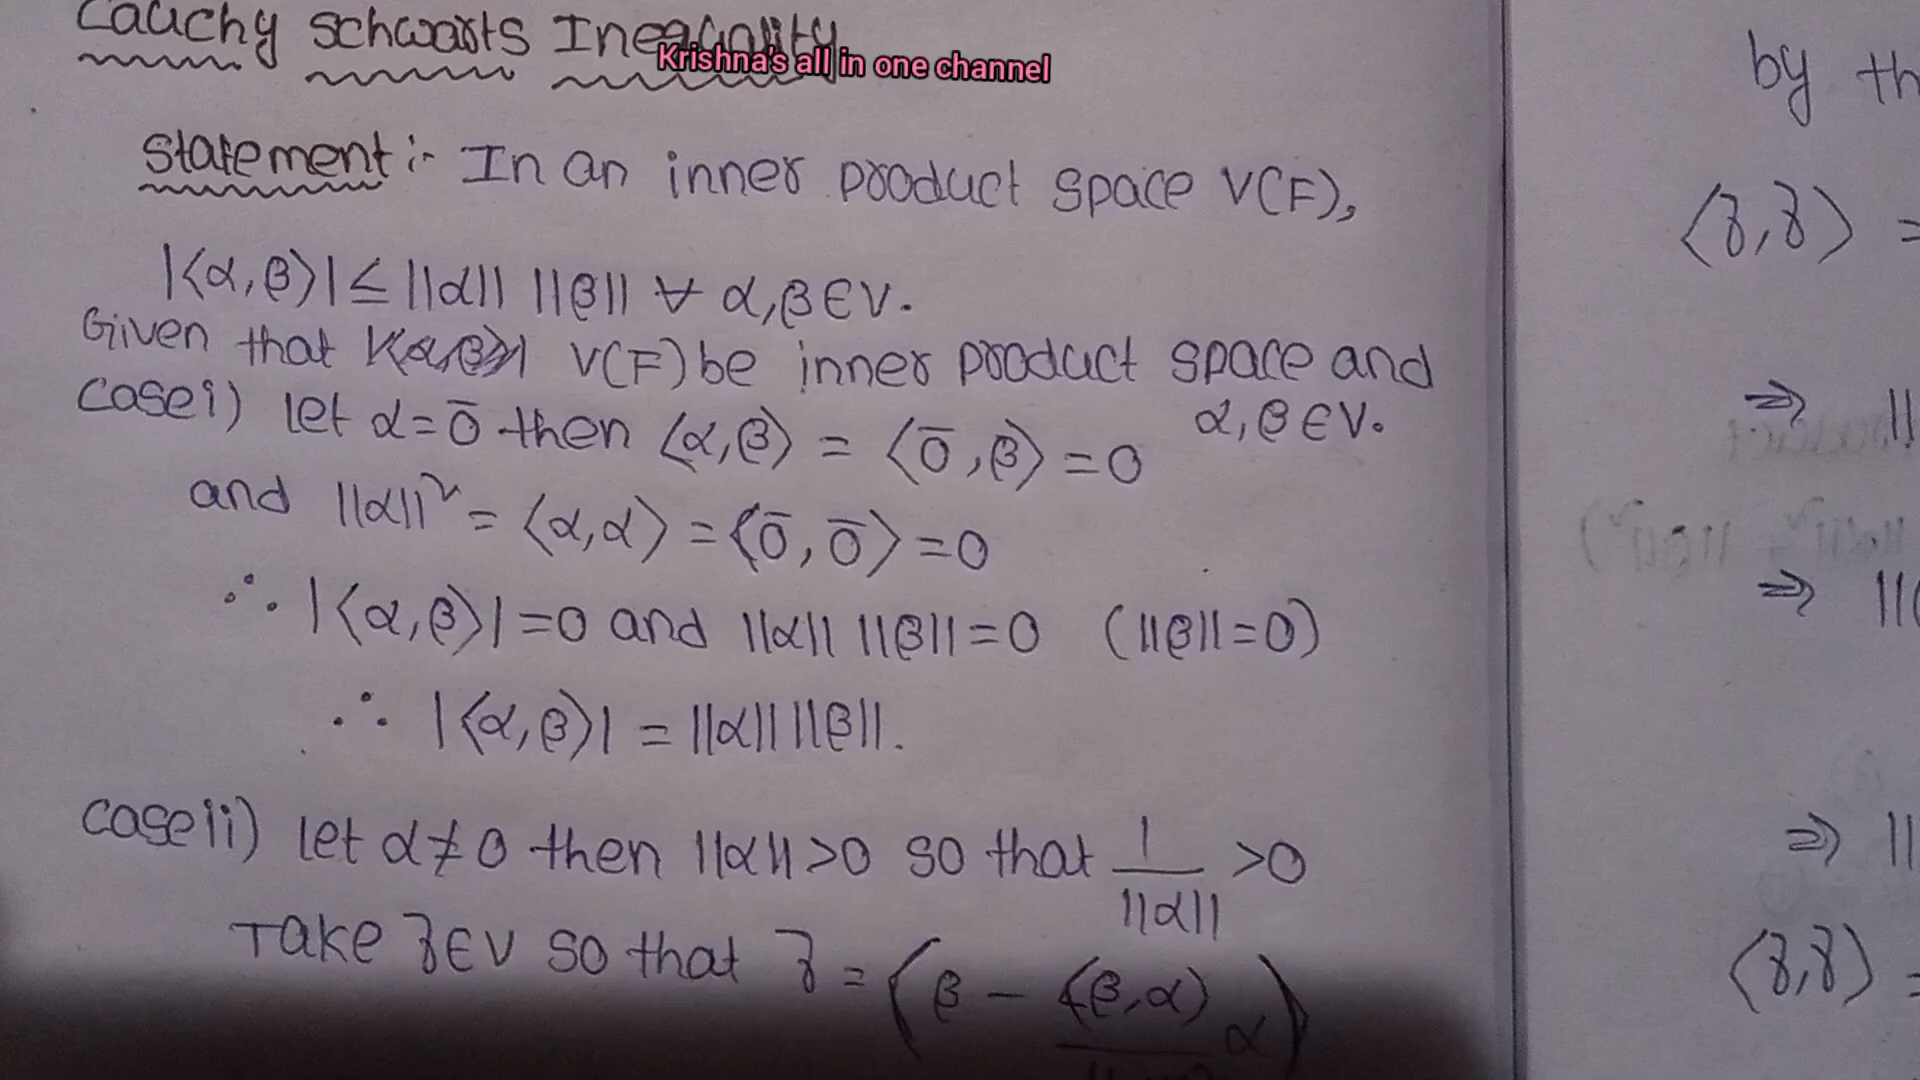 Cauchy Schwarts Inequality
Krishna's all in one channel
Statement :- In an inner product space V(F),
|<α,β>| ≤ ||α|| ||β|| ∀ α,β∈V.
Given that V(F) be inner product space and
α,β∈V.
Case i) Let α=0̄ then <α,β> = <0̄,β> =0
and ||α||² = <α,α> = <0̄,0̄> =0
∴ |<α,β>| =0 and ||α|| ||β|| =0 (||β||=0)
∴ |<α,β>| = ||α|| ||β||.
Case ii) Let α≠0 then ||α||>0 so that 1/||α|| >0
Take γ∈V so that γ = (β - <β,α> α)
by th
<γ,γ> =
⇒ ||
⇒ ||
⇒ ||
<γ,γ> =